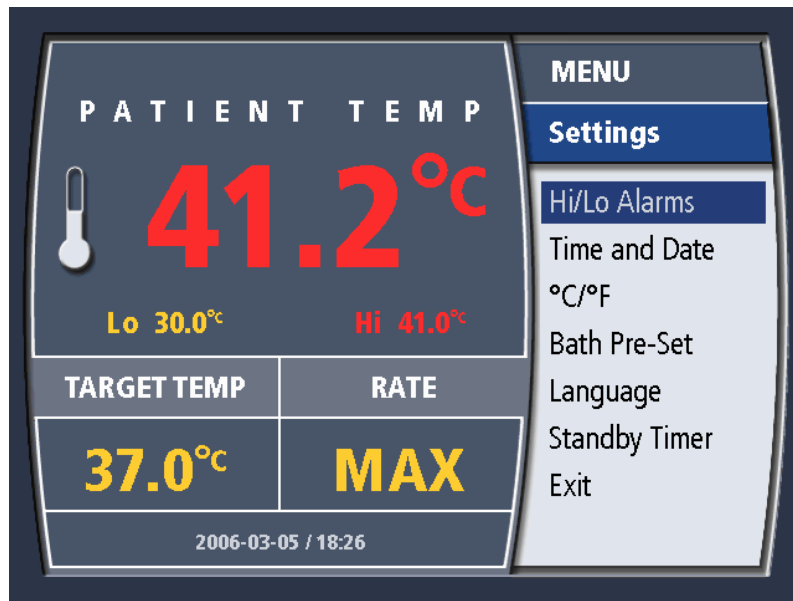 PATIENT TEMP
41.2°C
Lo 30.0°C
Hi 41.0°C
TARGET TEMP
RATE
37.0°C
MAX
2006-03-05 / 18:26
MENU
Settings
Hi/Lo Alarms
Time and Date
°C/°F
Bath Pre-Set
Language
Standby Timer
Exit